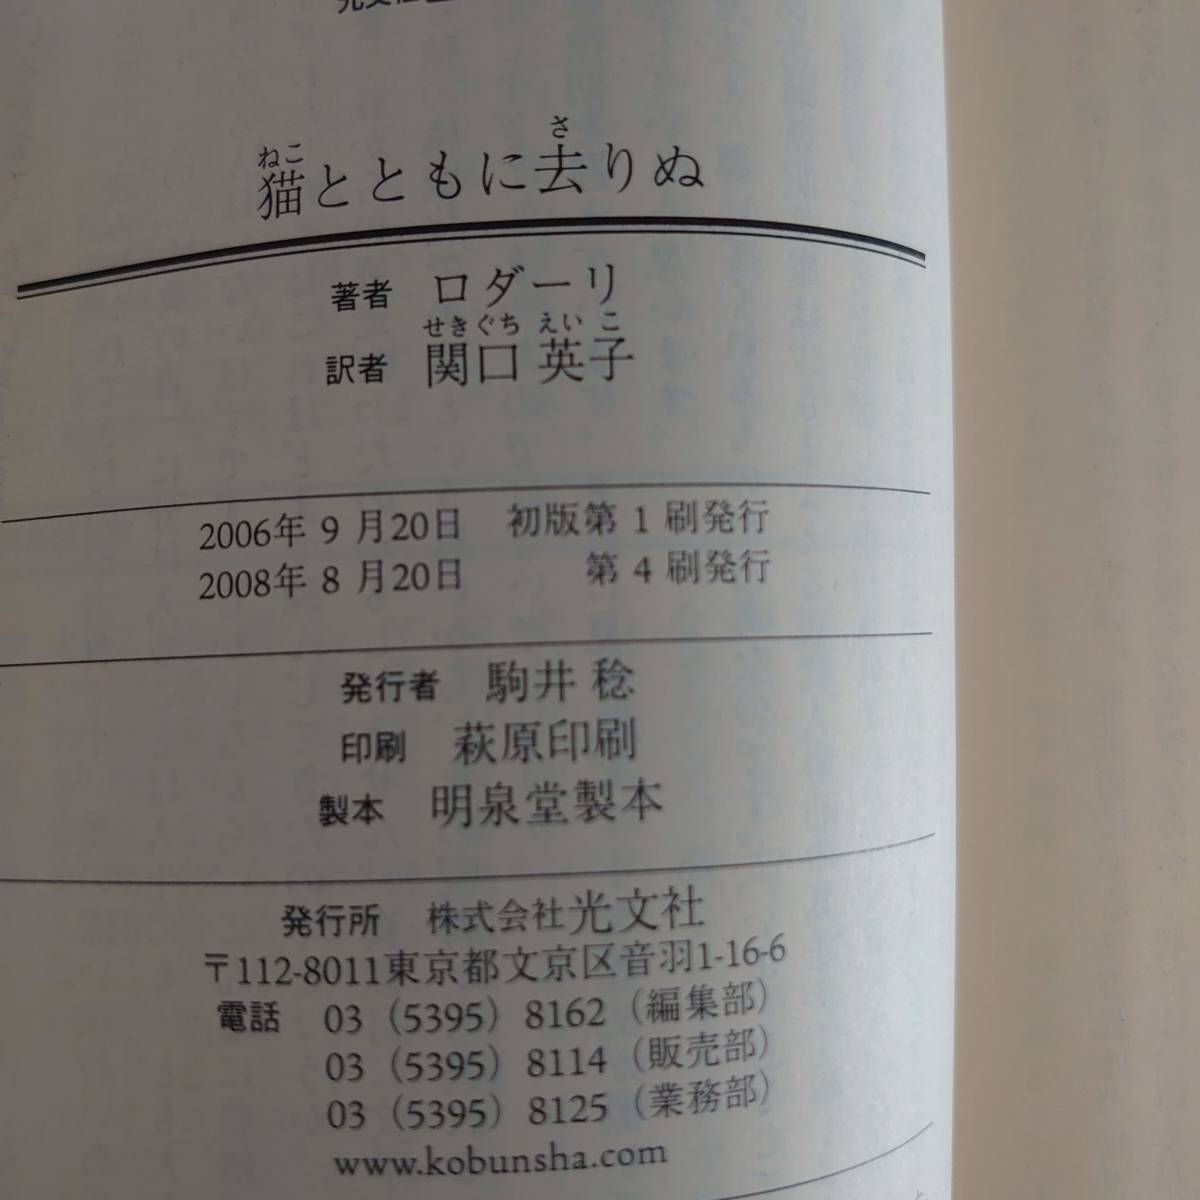 猫とともに去りぬ
著者 ロダーリ
訳者 関口 英子
2006年 9 月20日 初版第 1 刷発行
2008年 8 月20日 第 4 刷発行
発行者 駒井 稔
印刷 萩原印刷
製本 明泉堂製本
発行所 株式会社光文社
〒112-8011東京都文京区音羽1-16-6
電話 03（5395）8162（編集部）
03（5395）8114（販売部）
03（5395）8125（業務部）
www.kobunsha.com